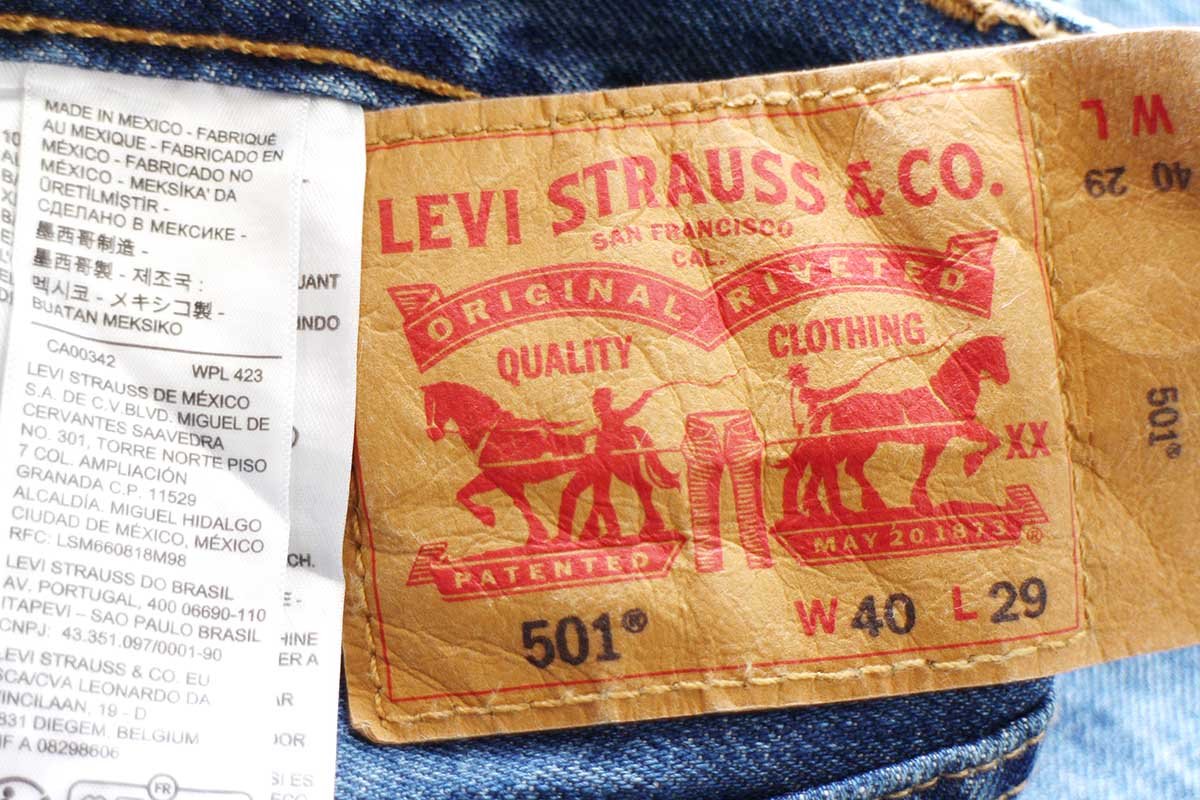 MADE IN MEXICO - FABRIQUÉ
AU MEXIQUE - FABRICADO EN
MÉXICO - FABRICADO NO
MÉXICO - MEKSİKA' DA
ÜRETİLMİŞTİR -
СДЕЛАНО В МЕКСИКЕ -
墨西哥制造 -
墨西哥製 - 제조국 :
멕시코 - メキシコ製 -
BUATAN MEKSIKO
CA00342 WPL 423
LEVI STRAUSS DE MÉXICO
S.A. DE C.V.BLVD. MIGUEL DE
CERVANTES SAAVEDRA
NO. 301, TORRE NORTE PISO
7 COL. AMPLIACIÓN
GRANADA C.P. 11529
ALCALDÍA. MIGUEL HIDALGO
CIUDAD DE MÉXICO, MÉXICO
RFC: LSM660818M98
LEVI STRAUSS DO BRASIL
AV. PORTUGAL, 400 06690-110
ITAPEVI – SAO PAULO BRASIL
CNPJ: 43.351.097/0001-90
LEVI STRAUSS & CO. EU
SCA/CVA LEONARDO DA
VINCILAAN, 19 - D
1831 DIEGEM. BELGIUM
NIF A 08298606
FR
LEVI STRAUSS & CO.
SAN FRANCISCO
CAL.
ORIGINAL RIVETED
QUALITY CLOTHING
XX
PATENTED MAY 20 1873 ®
501® W 40 L 29
W L
40 29
501®